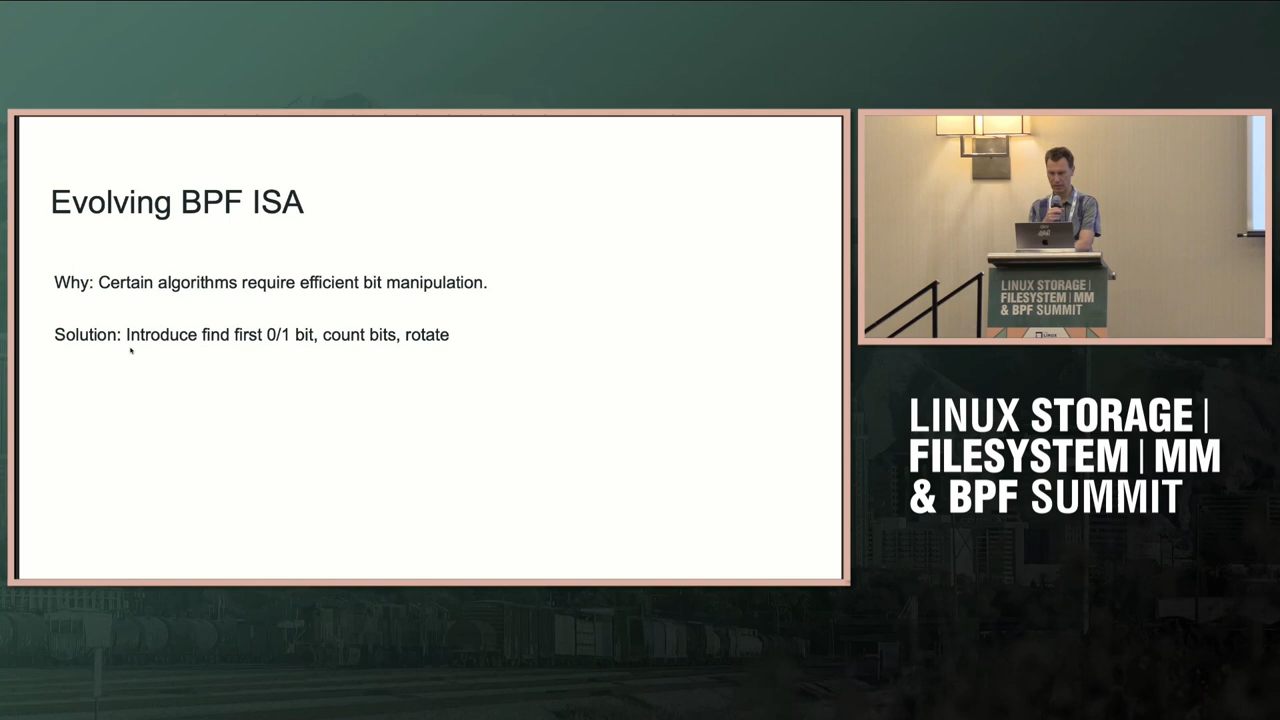 Evolving BPF ISA
Why: Certain algorithms require efficient bit manipulation.
Solution: Introduce find first 0/1 bit, count bits, rotate
LINUX STORAGE |
FILESYSTEM | MM
& BPF SUMMIT
LINUX STORAGE |
FILESYSTEM | MM
& BPF SUMMIT